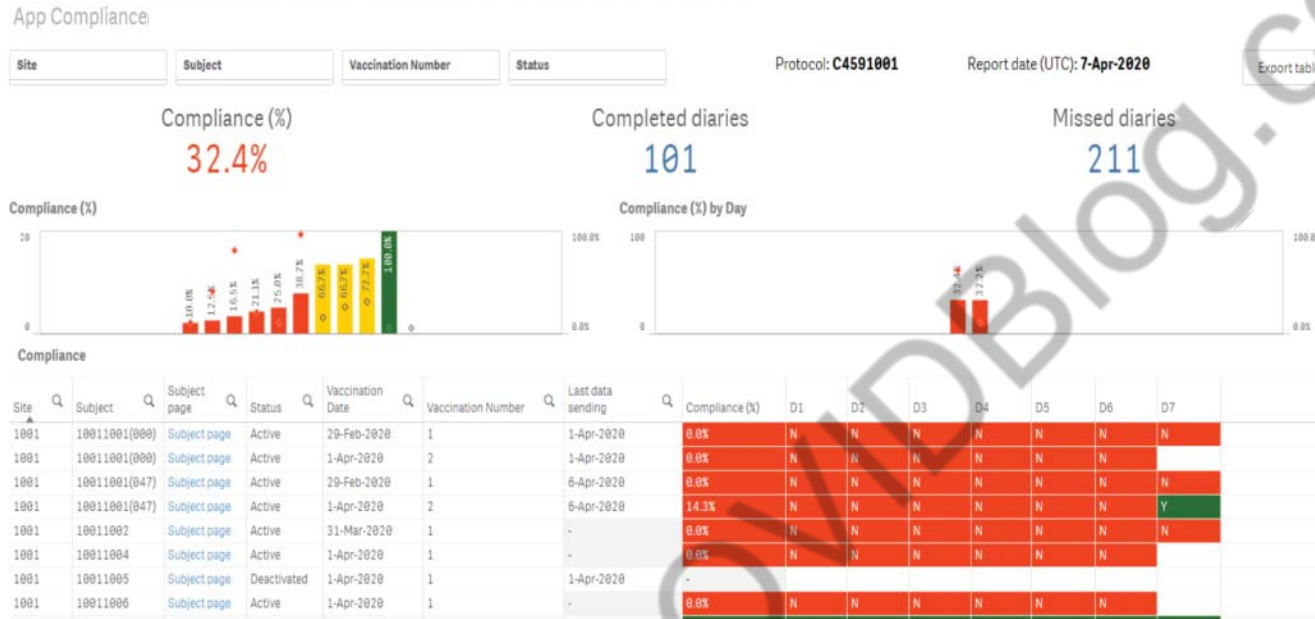 App Compliance
Site Subject Vaccination Number Status Protocol: C4591001 Report date (UTC): 7-Apr-2020 Export tabl
Compliance (%) Completed diaries Missed diaries
32.4% 101 211
Compliance (%) Compliance (%) by Day
20 100.0% 100 100.0
10.0% 12.5% 16.5% 21.1% 25.0% 38.7% 66.7% 66.7% 72.7% 100.0% 32.4% 32.2%
0 0.0% 0 0.0%
Compliance
Site Subject Subject page Status Vaccination Date Vaccination Number Last data sending Compliance (%) D1 D2 D3 D4 D5 D6 D7
1001 10011001(000) Subject page Active 29-Feb-2020 1 1-Apr-2020 0.0% N N N N N N N
1001 10011001(000) Subject page Active 1-Apr-2020 2 1-Apr-2020 0.0% N N N N N N
1001 10011001(047) Subject page Active 29-Feb-2020 1 6-Apr-2020 0.0% N N N N N N N
1001 10011001(047) Subject page Active 1-Apr-2020 2 6-Apr-2020 14.3% N N N N N N Y
1001 10011002 Subject page Active 31-Mar-2020 1 - 0.0% N N N N N N N
1001 10011004 Subject page Active 1-Apr-2020 1 - 0.0% N N N N N N
1001 10011005 Subject page Deactivated 1-Apr-2020 1 1-Apr-2020 -
1001 10011006 Subject page Active 1-Apr-2020 1 - 0.0% N N N N N N
OVIDBlog.c